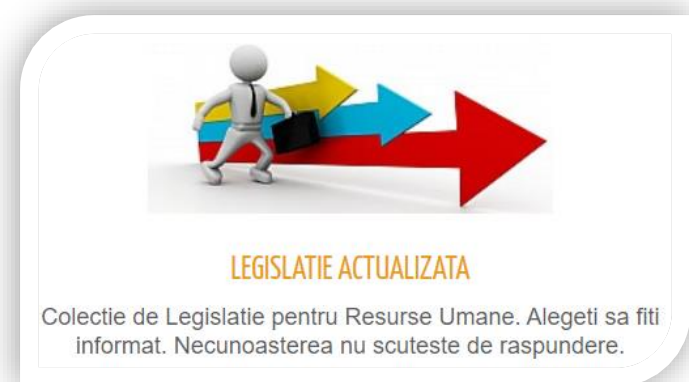 LEGISLATIE ACTUALIZATA
Colectie de Legislatie pentru Resurse Umane. Alegeti sa fiti
informat. Necunoasterea nu scuteste de raspundere.